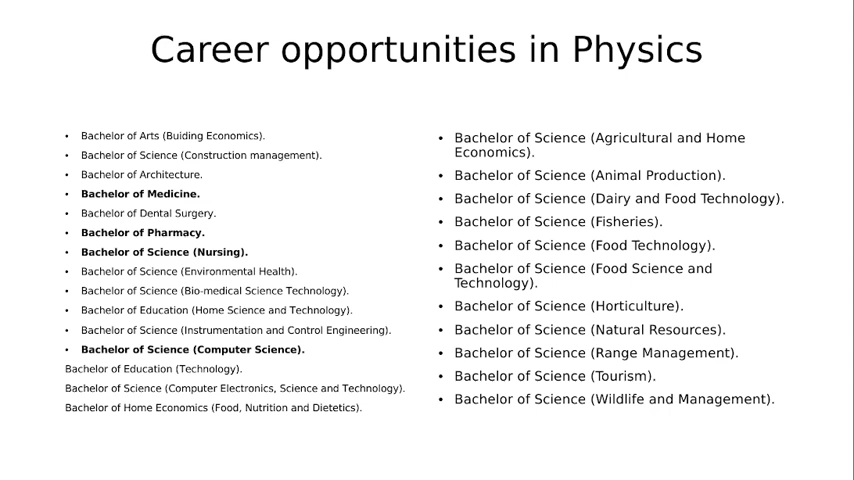 Career opportunities in Physics
• Bachelor of Arts (Buiding Economics).
• Bachelor of Science (Construction management).
• Bachelor of Architecture.
• Bachelor of Medicine.
• Bachelor of Dental Surgery.
• Bachelor of Pharmacy.
• Bachelor of Science (Nursing).
• Bachelor of Science (Environmental Health).
• Bachelor of Science (Bio-medical Science Technology).
• Bachelor of Education (Home Science and Technology).
• Bachelor of Science (Instrumentation and Control Engineering).
• Bachelor of Science (Computer Science).
Bachelor of Education (Technology).
Bachelor of Science (Computer Electronics, Science and Technology).
Bachelor of Home Economics (Food, Nutrition and Dietetics).
• Bachelor of Science (Agricultural and Home
Economics).
• Bachelor of Science (Animal Production).
• Bachelor of Science (Dairy and Food Technology).
• Bachelor of Science (Fisheries).
• Bachelor of Science (Food Technology).
• Bachelor of Science (Food Science and
Technology).
• Bachelor of Science (Horticulture).
• Bachelor of Science (Natural Resources).
• Bachelor of Science (Range Management).
• Bachelor of Science (Tourism).
• Bachelor of Science (Wildlife and Management).